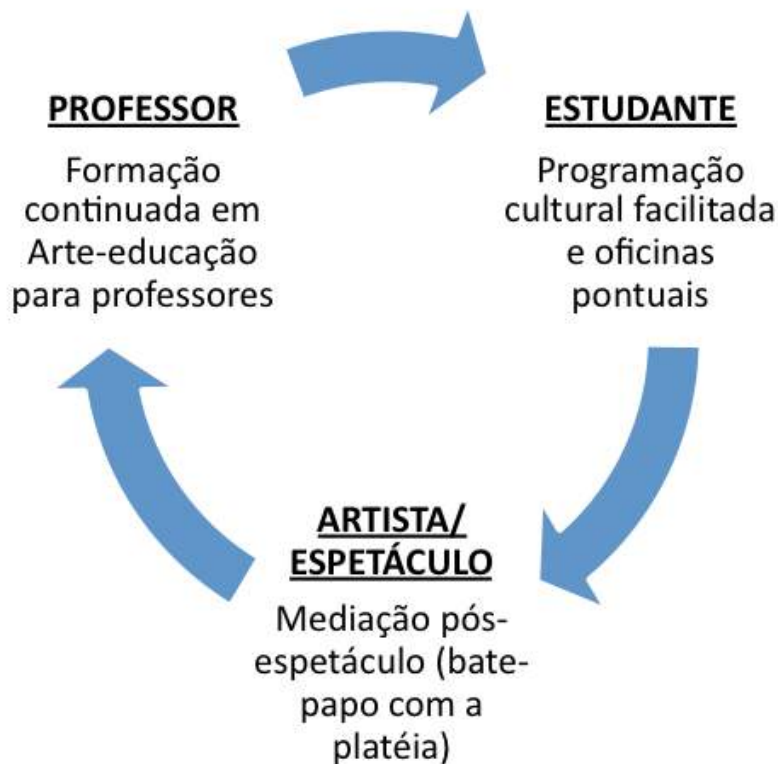 PROFESSOR
Formação
continuada em
Arte-educação
para professores
ESTUDANTE
Programação
cultural facilitada
e oficinas
pontuais
ARTISTA/
ESPETÁCULO
Mediação pós-
espetáculo (bate-
papo com a
platéia)